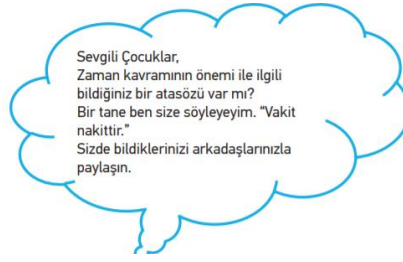 Sevgili Çocuklar,
Zaman kavramının önemi ile ilgili
bildiğiniz bir atasözü var mı?
Bir tane ben size söyleyeyim. “Vakit
nakittir.”
Sizde bildiklerinizi arkadaşlarınızla
paylaşın.